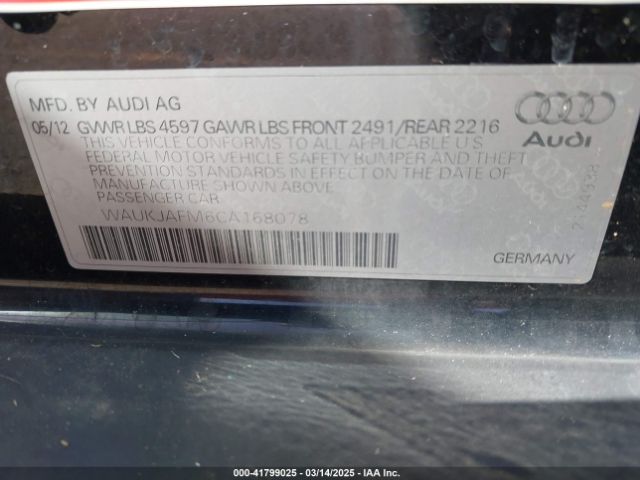 MFD. BY AUDI AG
05/12 GVWR LBS 4597 GAWR LBS FRONT 2491/REAR 2216
THIS VEHICLE CONFORMS TO ALL APPLICABLE U S
FEDERAL MOTOR VEHICLE SAFETY BUMPER AND THEFT
PREVENTION STANDARDS IN EFFECT ON THE DATE OF
MANUFACTURE SHOWN ABOVE
PASSENGER CAR
WAUKJAFM6CA168078
Audi
GERMANY
000-41799025 - 03/14/2025 - IAA Inc.